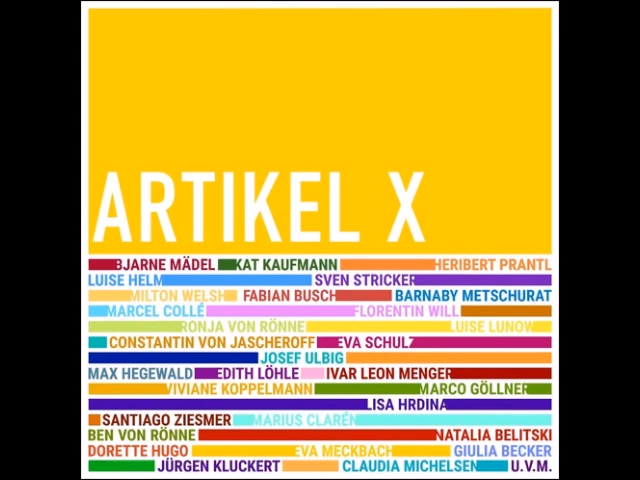 ARTIKEL X
BJARNE MÄDEL KAT KAUFMANN HERIBERT PRANTL
LUISE HELM SVEN STRICKER
MILTON WELSH FABIAN BUSCH BARNABY METSCHURAT
MARCEL COLLÉ FLORENTIN WILL
RONJA VON RÖNNE LUISE LUNOW
CONSTANTIN VON JASCHEROFF EVA SCHULZ
JOSEF ULBIG
MAX HEGEWALD EDITH LÖHLE IVAR LEON MENGER
VIVIANE KOPPELMANN MARCO GÖLLNER
LISA HRDINA
SANTIAGO ZIESMER MARIUS CLARÉN
BEN VON RÖNNE NATALIA BELITSKI
DORETTE HUGO EVA MECKBACH GIULIA BECKER
JÜRGEN KLUCKERT CLAUDIA MICHELSEN U.V.M.